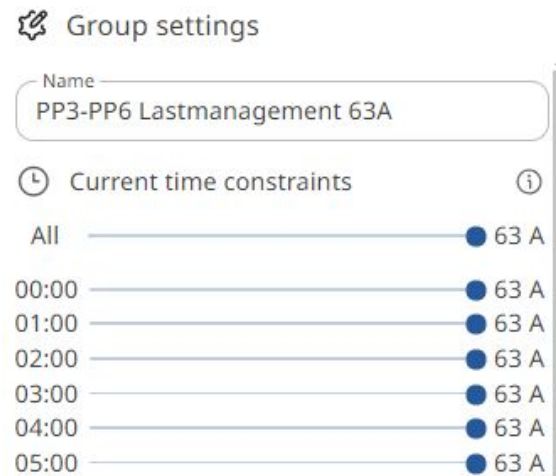 Group settings
Name
PP3-PP6 Lastmanagement 63A
Current time constraints
All 63 A
00:00 63 A
01:00 63 A
02:00 63 A
03:00 63 A
04:00 63 A
05:00 63 A